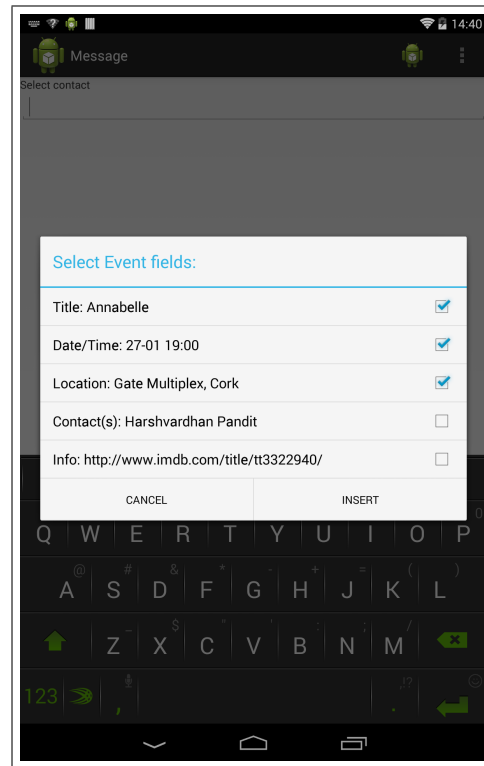 14:40
Message
Select contact
Select Event fields:
Title: Annabelle
Date/Time: 27-01 19:00
Location: Gate Multiplex, Cork
Contact(s): Harshvardhan Pandit
Info: http://www.imdb.com/title/tt3322940/
CANCEL INSERT
0
Q W E R T Y U I O P
@ # & * - + = ( )
A S D F G H J K L
_ $ " ' : ; /
Z X C V B N M
123 , .
,!?